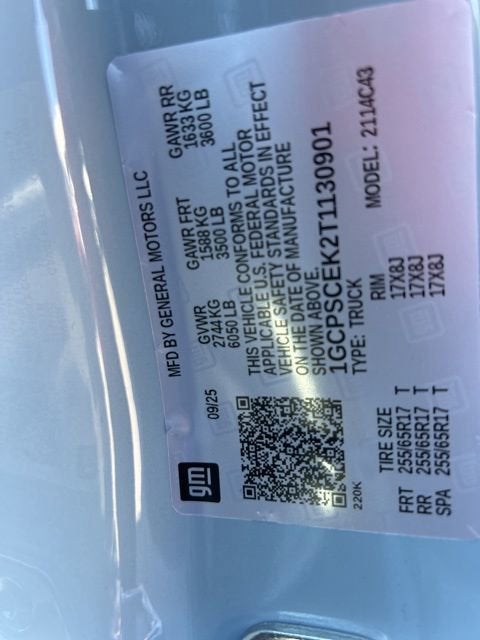 gm
MFD BY GENERAL MOTORS LLC
09/25
GVWR GAWR FRT GAWR RR
2744 KG 1588 KG 1633 KG
6050 LB 3500 LB 3600 LB
THIS VEHICLE CONFORMS TO ALL
APPLICABLE U.S. FEDERAL MOTOR
VEHICLE SAFETY STANDARDS IN EFFECT
ON THE DATE OF MANUFACTURE
SHOWN ABOVE.
1GCPSCEK2T1130901
TYPE: TRUCK MODEL: 2114C43
220K
TIRE SIZE RIM
FRT 255/65R17 T 17X8J
RR 255/65R17 T 17X8J
SPA 255/65R17 T 17X8J